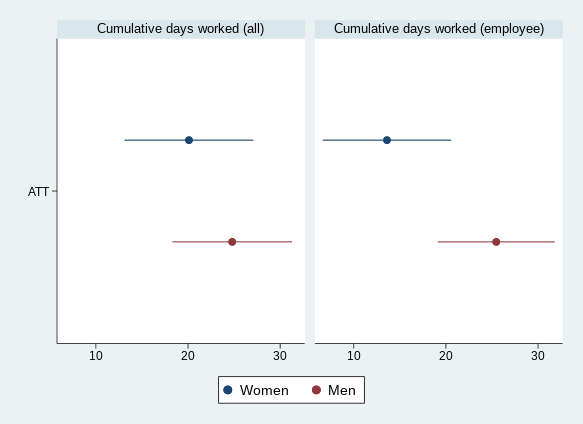 Cumulative days worked (all)
Cumulative days worked (employee)
ATT
10 20 30
10 20 30
Women
Men